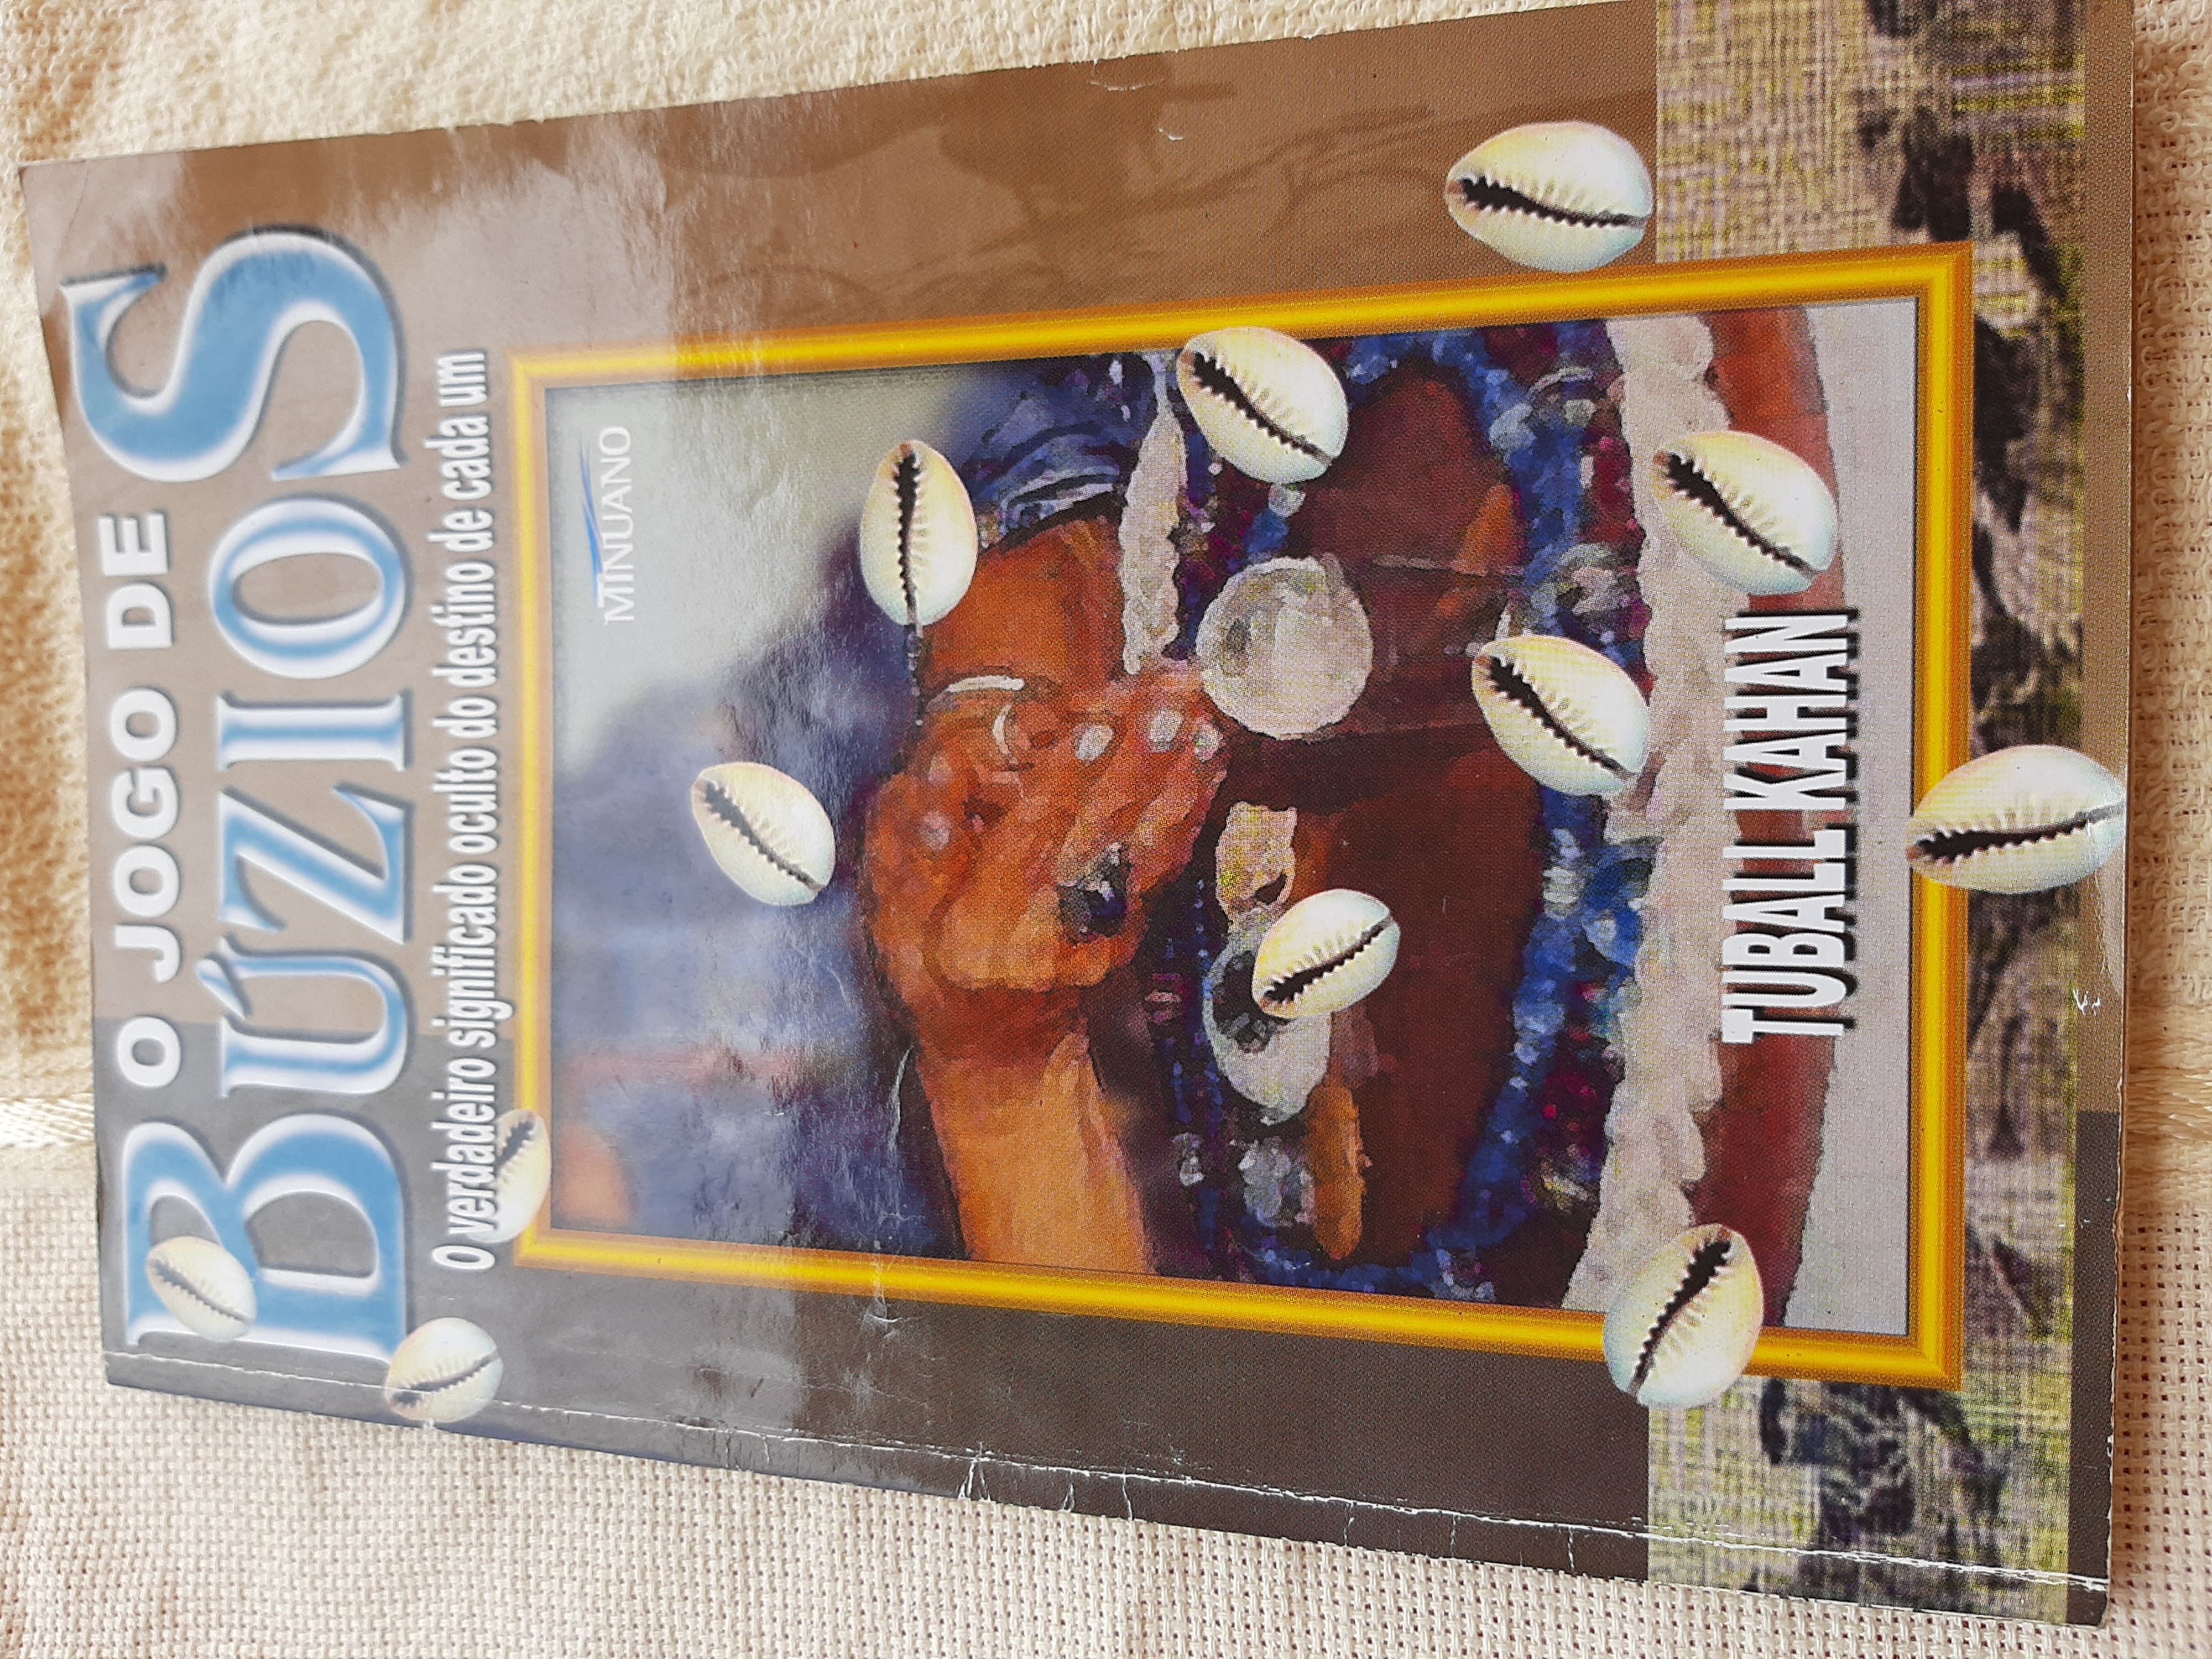 O JOGO DE
BÚZIOS
O verdadeiro significado oculto do destino de cada um
MINUANO
TUBALL KAHAN